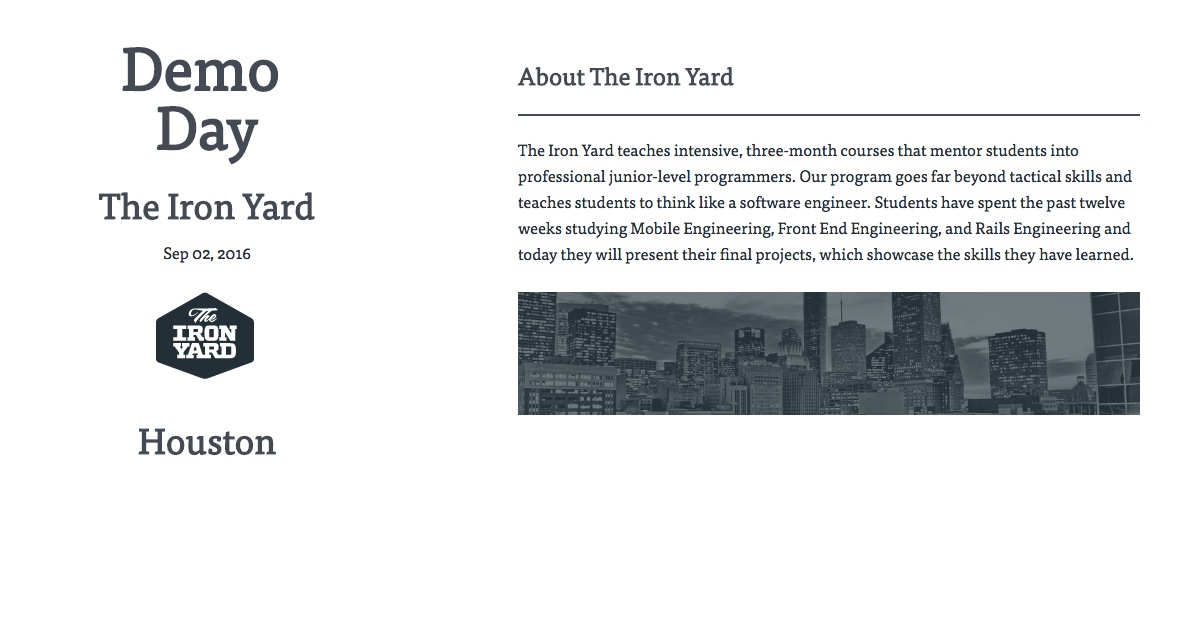 Demo
Day
The Iron Yard
Sep 02, 2016
The
IRON
YARD
Houston
About The Iron Yard
The Iron Yard teaches intensive, three-month courses that mentor students into
professional junior-level programmers. Our program goes far beyond tactical skills and
teaches students to think like a software engineer. Students have spent the past twelve
weeks studying Mobile Engineering, Front End Engineering, and Rails Engineering and
today they will present their final projects, which showcase the skills they have learned.